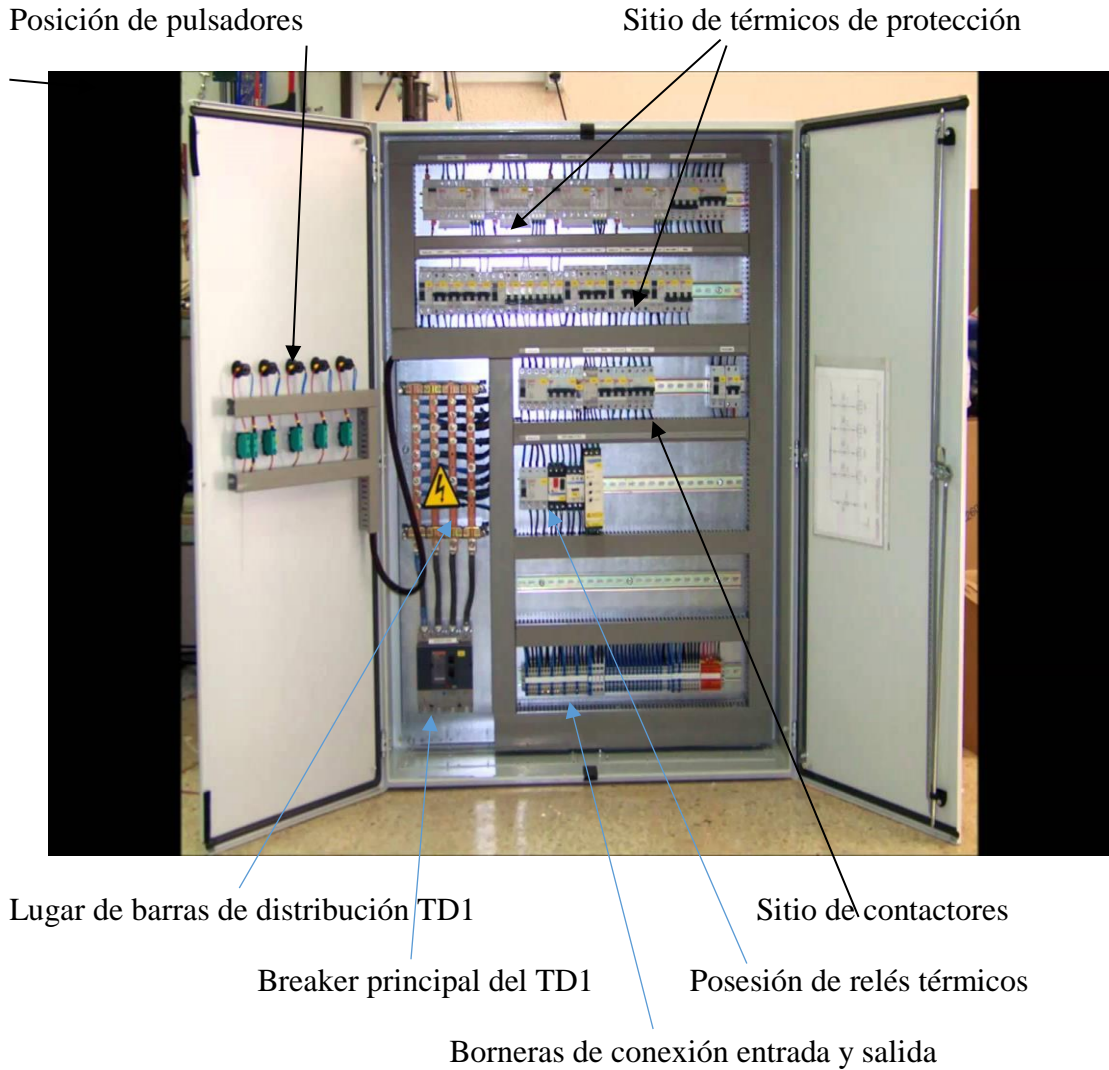 Posición de pulsadores
Sitio de térmicos de protección
Lugar de barras de distribución TD1
Sitio de contactores
Breaker principal del TD1
Posesión de relés térmicos
Borneras de conexión entrada y salida